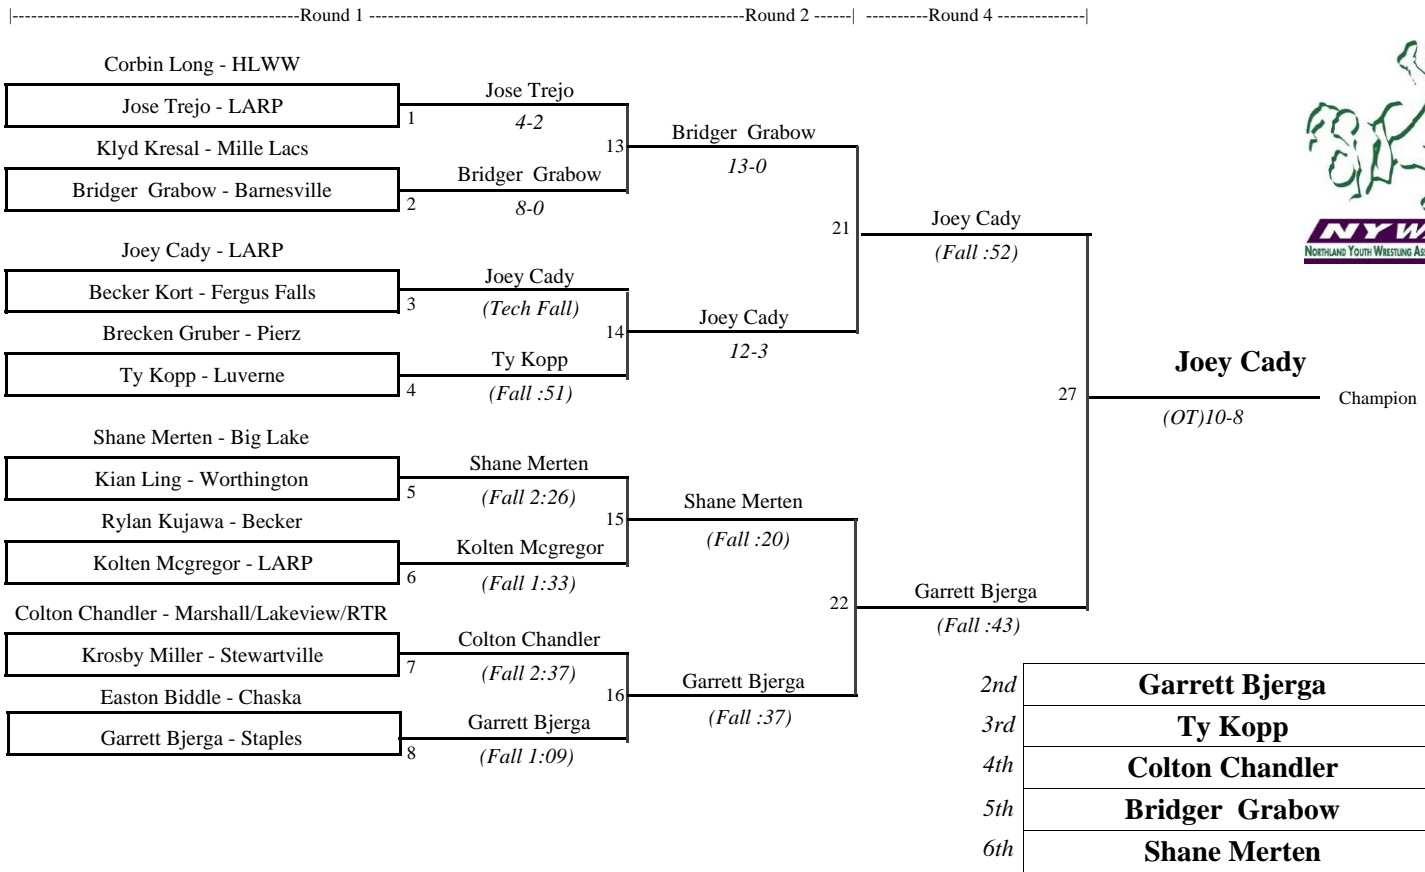 |-----------------------------------------------Round 1 --------------------------------------------------------------Round 2 ------| ----------Round 4 --------------|
Corbin Long - HLWW
Jose Trejo - LARP
1
Klyd Kresal - Mille Lacs
Bridger  Grabow - Barnesville
2
Joey Cady - LARP
Becker Kort - Fergus Falls
3
Brecken Gruber - Pierz
Ty Kopp - Luverne
4
Shane Merten - Big Lake
Kian Ling - Worthington
5
Rylan Kujawa - Becker
Kolten Mcgregor - LARP
6
Colton Chandler - Marshall/Lakeview/RTR
Krosby Miller - Stewartville
7
Easton Biddle - Chaska
Garrett Bjerga - Staples
8
Jose Trejo
4-2
13
Bridger  Grabow
8-0
Joey Cady
(Tech Fall)
14
Ty Kopp
(Fall :51)
Shane Merten
(Fall 2:26)
15
Kolten Mcgregor
(Fall 1:33)
Colton Chandler
(Fall 2:37)
16
Garrett Bjerga
(Fall 1:09)
Bridger  Grabow
13-0
21
Joey Cady
12-3
Shane Merten
(Fall :20)
22
Garrett Bjerga
(Fall :37)
Joey Cady
(Fall :52)
27
Garrett Bjerga
(Fall :43)
Joey Cady
Champion
(OT)10-8
NYW
NORTHLAND YOUTH WRESTLING
2nd Garrett Bjerga
3rd Ty Kopp
4th Colton Chandler
5th Bridger  Grabow
6th Shane Merten